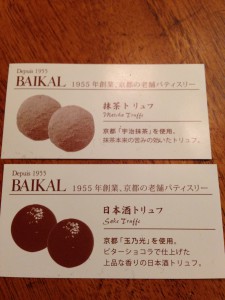 Depuis 1955
BAIKAL 1955年創業、京都の老舗パティスリー
抹茶トリュフ
Matcha Truffe
京都「宇治抹茶」を使用。
抹茶本来の苦みの効いたトリュフ。
Depuis 1955
BAIKAL 1955年創業、京都の老舗パティスリー
日本酒トリュフ
Sake Truffe
京都「玉乃光」を使用。
ビターショコラで仕上げた
上品な香りの日本酒トリュフ。